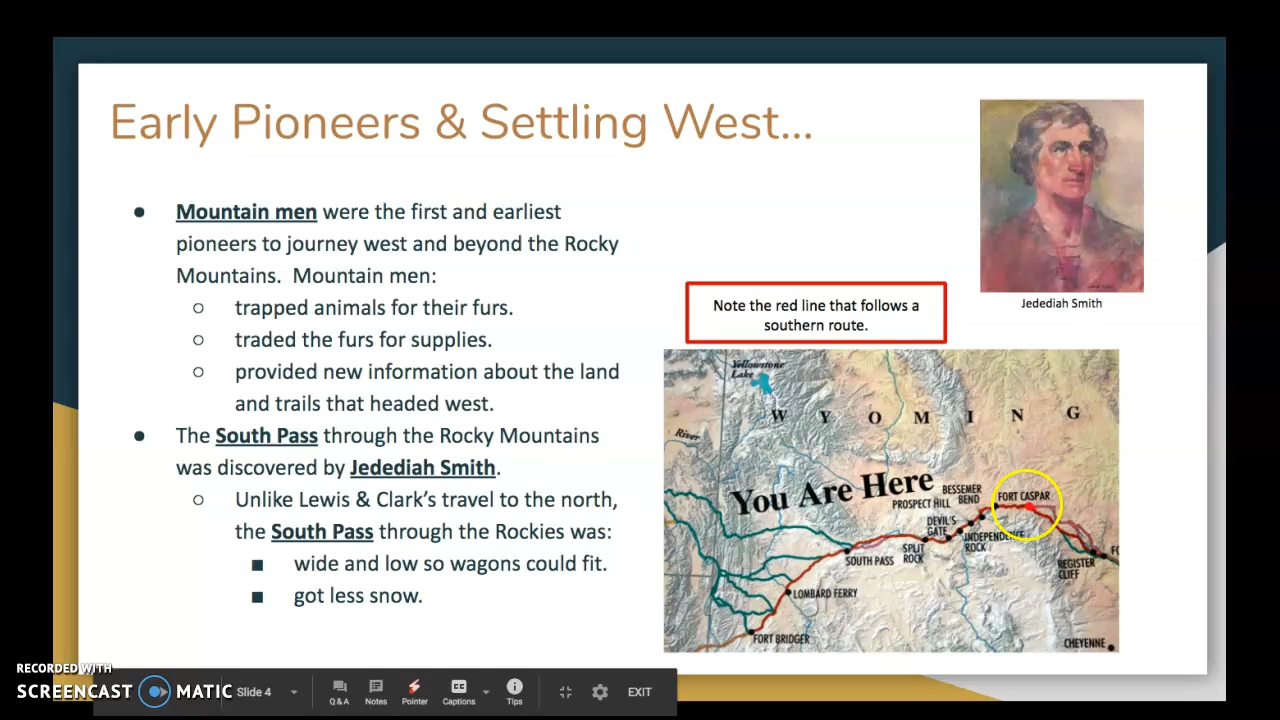 Early Pioneers & Settling West...
● Mountain men were the first and earliest
pioneers to journey west and beyond the Rocky
Mountains. Mountain men:
○ trapped animals for their furs.
○ traded the furs for supplies.
○ provided new information about the land
and trails that headed west.
● The South Pass through the Rocky Mountains
was discovered by Jedediah Smith.
○ Unlike Lewis & Clark's travel to the north,
the South Pass through the Rockies was:
■ wide and low so wagons could fit.
■ got less snow.
Jedediah Smith
Note the red line that follows a
southern route.
Yellowstone
Lake
WYOMING
River
You Are Here
BESSEMER
BEND
FORT CASPAR
PROSPECT HILL
DEVIL'S
GATE
INDEPENDENCE
ROCK
SPLIT
ROCK
SOUTH PASS
REGISTER
CLIFF
LOMBARD FERRY
FORT BRIDGER
CHEYENNE
RECORDED WITH
SCREENCAST MATIC
Slide 4
Q&A
Notes
Pointer
Captions
Tips
EXIT